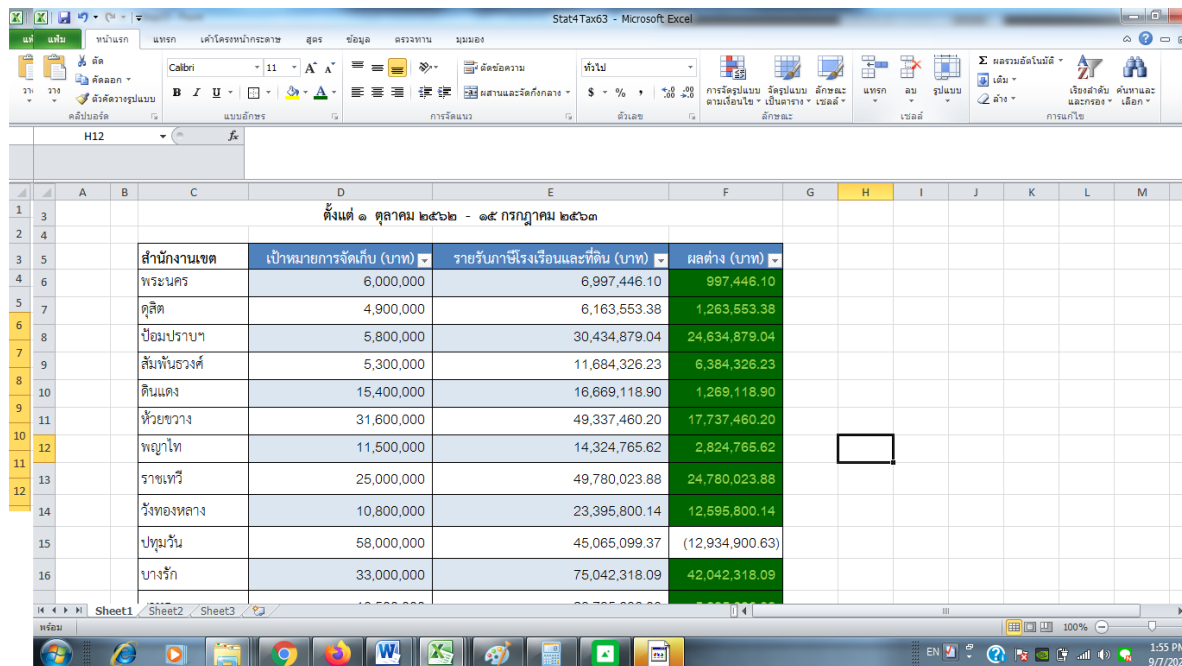 Stat4Tax63 - Microsoft Excel
แฟ้ม หน้าแรก แทรก เค้าโครงหน้ากระดาษ สูตร ข้อมูล ตรวจทาน มุมมอง
ตัด
คัดลอก
ตัวคัดวางรูปแบบ
วาง
คลิปบอร์ด
Calibri 11
B I U
แบบอักษร
ตัดข้อความ
ผสานและจัดกึ่งกลาง
การจัดแนว
ทั่วไป
$ % ,
ตัวเลข
การจัดรูปแบบตามเงื่อนไข จัดรูปแบบเป็นตาราง ลักษณะเซลล์
ลักษณะ
แทรก ลบ รูปแบบ
เซลล์
Σ ผลรวมอัตโนมัติ
เติม
ล้าง
เรียงลำดับและกรอง ค้นหาและเลือก
การแก้ไข
H12 fx
A B C D E F G H I J K L M
3 ตั้งแต่ ๑ ตุลาคม ๒๕๖๒ - ๑๕ กรกฎาคม ๒๕๖๓
4
5 สำนักงานเขต เป้าหมายการจัดเก็บ (บาท) รายรับภาษีโรงเรือนและที่ดิน (บาท) ผลต่าง (บาท)
6 พระนคร 6,000,000 6,997,446.10 997,446.10
7 ดุสิต 4,900,000 6,163,553.38 1,263,553.38
8 ป้อมปราบฯ 5,800,000 30,434,879.04 24,634,879.04
9 สัมพันธวงศ์ 5,300,000 11,684,326.23 6,384,326.23
10 ดินแดง 15,400,000 16,669,118.90 1,269,118.90
11 ห้วยขวาง 31,600,000 49,337,460.20 17,737,460.20
12 พญาไท 11,500,000 14,324,765.62 2,824,765.62
13 ราชเทวี 25,000,000 49,780,023.88 24,780,023.88
14 วังทองหลาง 10,800,000 23,395,800.14 12,595,800.14
15 ปทุมวัน 58,000,000 45,065,099.37 (12,934,900.63)
16 บางรัก 33,000,000 75,042,318.09 42,042,318.09
Sheet1 Sheet2 Sheet3
พร้อม 100%
EN 1:55 PM